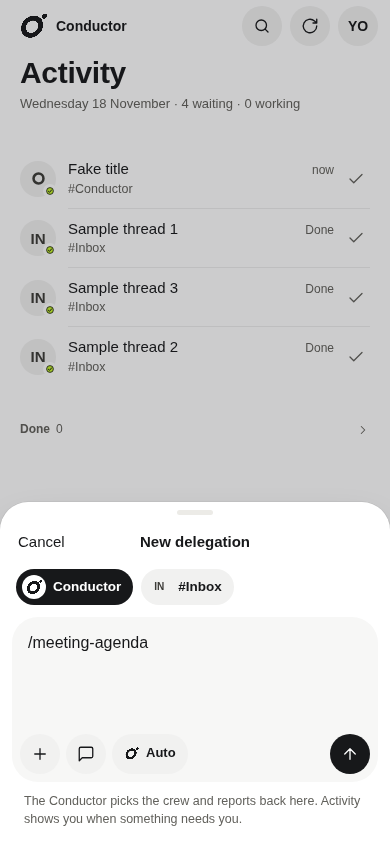 Conductor
YO
Activity
Wednesday 18 November · 4 waiting · 0 working
O
Fake title
now
#Conductor
IN
Sample thread 1
Done
#Inbox
IN
Sample thread 3
Done
#Inbox
IN
Sample thread 2
Done
#Inbox
Done 0
Cancel
New delegation
Conductor
IN #Inbox
/meeting-agenda
Auto
The Conductor picks the crew and reports back here. Activity
shows you when something needs you.